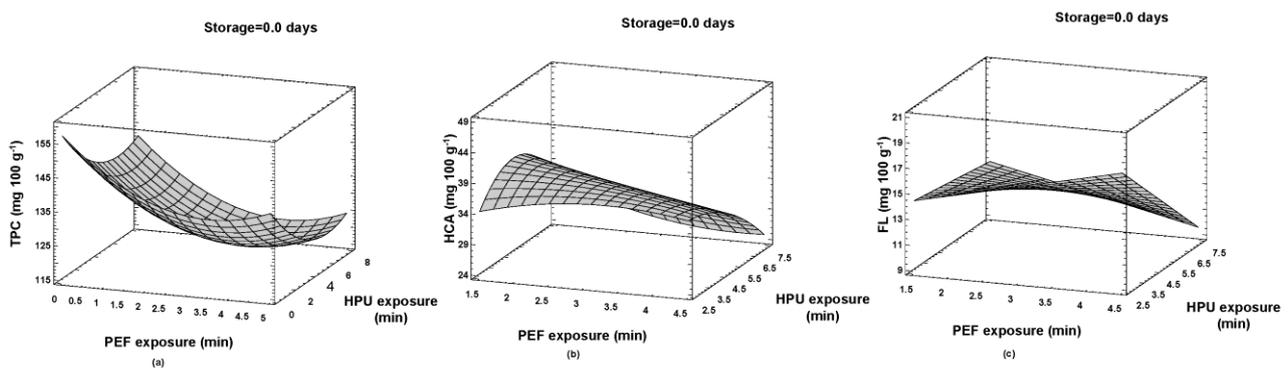 Storage=0.0 days
TPC (mg 100 g⁻¹)
155
145
135
125
115
0 0.5 1 1.5 2 2.5 3 3.5 4 4.5 5
PEF exposure (min)
0 2 4 6 8
HPU exposure
(min)
(a)
Storage=0.0 days
HCA (mg 100 g⁻¹)
49
44
39
34
29
24
1.5 2 2.5 3 3.5 4 4.5
PEF exposure (min)
2.5 3.5 4.5 5.5 6.5 7.5
HPU exposure
(min)
(b)
Storage=0.0 days
FL (mg 100 g⁻¹)
21
19
17
15
13
11
9
1.5 2 2.5 3 3.5 4 4.5
PEF exposure (min)
2.5 3.5 4.5 5.5 6.5 7.5
HPU exposure
(min)
(c)